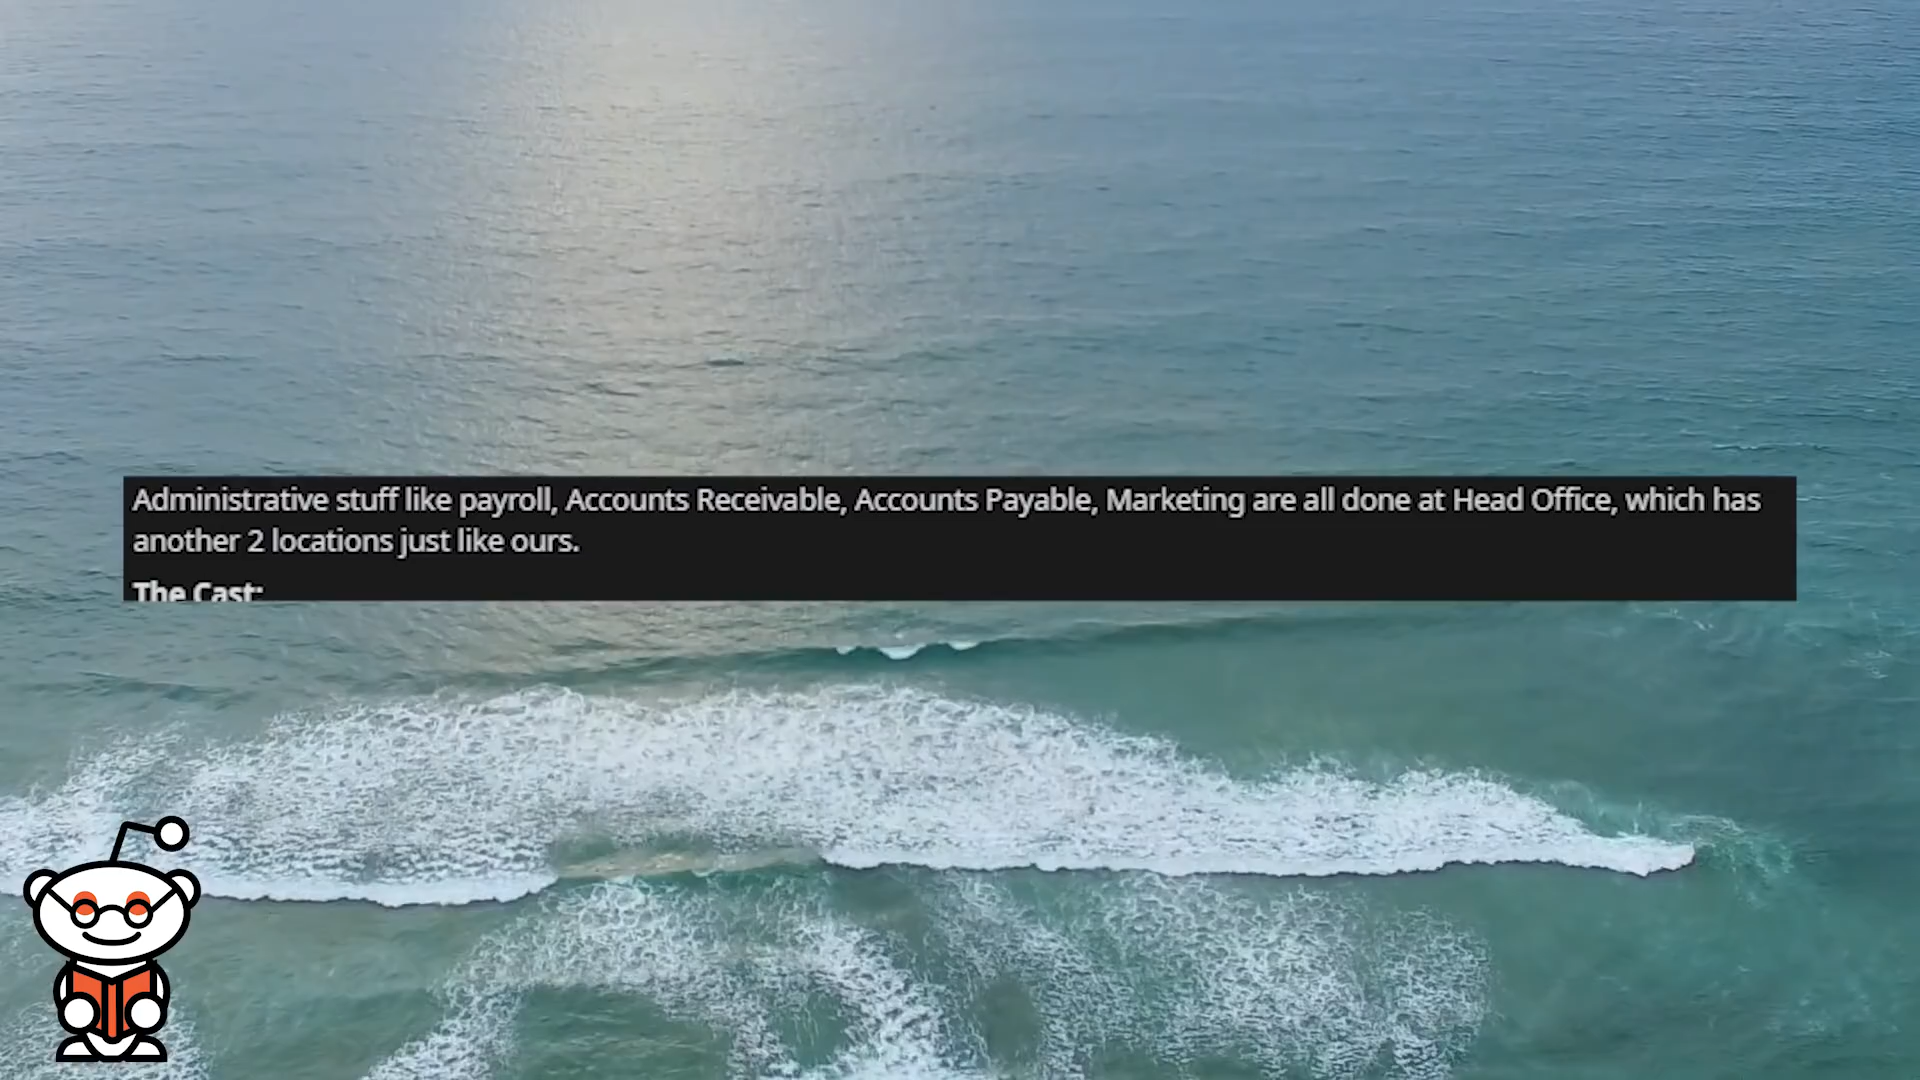 Administrative stuff like payroll, Accounts Receivable, Accounts Payable, Marketing are all done at Head Office, which has
another 2 locations just like ours.
The Cast: